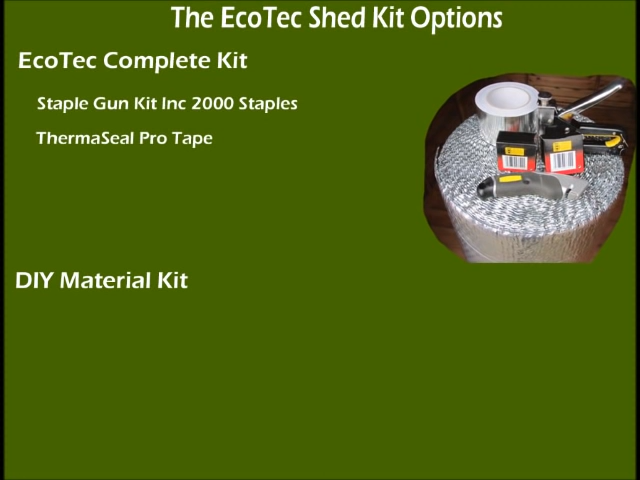 The EcoTec Shed Kit Options
EcoTec Complete Kit
Staple Gun Kit Inc 2000 Staples
ThermaSeal Pro Tape
DIY Material Kit